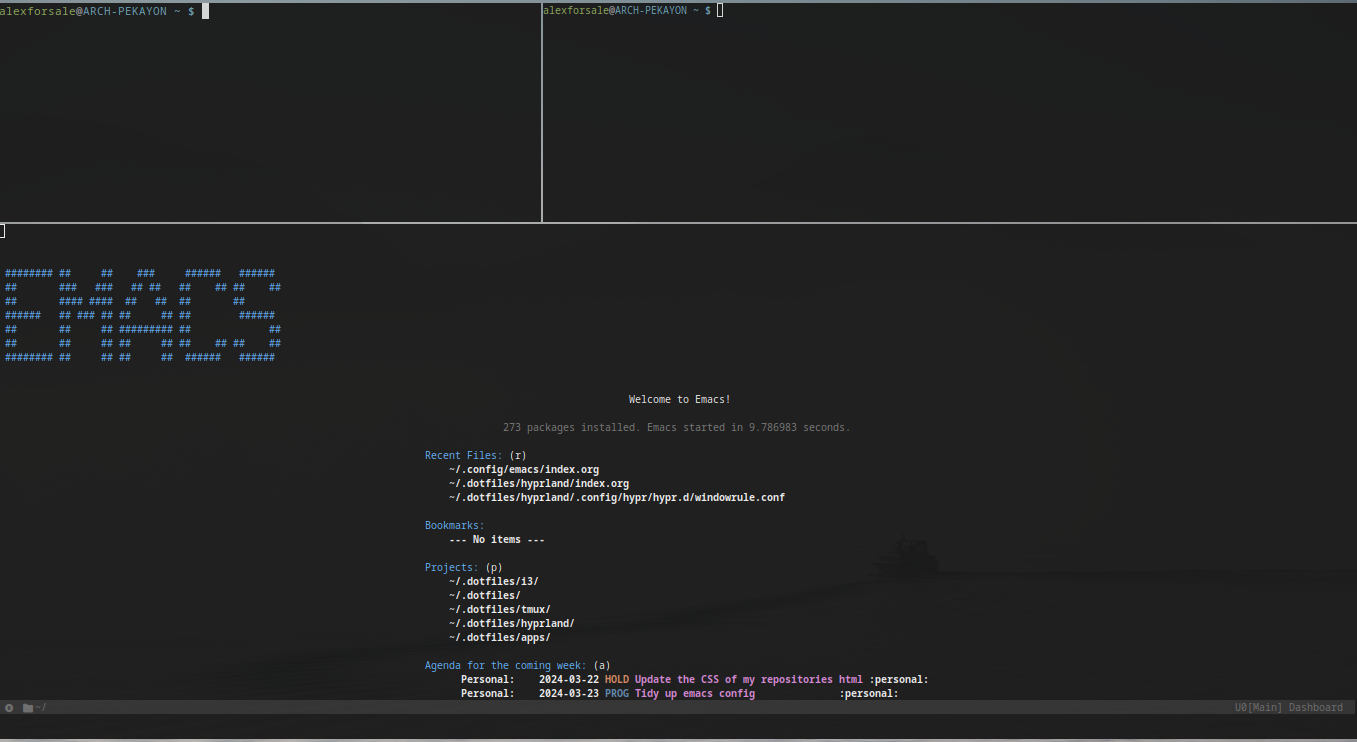 alexforsale@ARCH-PEKAYON ~ $
alexforsale@ARCH-PEKAYON ~ $
EMACS
Welcome to Emacs!
273 packages installed. Emacs started in 9.786983 seconds.
Recent Files: (r)
~/.config/emacs/index.org
~/.dotfiles/hyprland/index.org
~/.dotfiles/hyprland/.config/hypr/hypr.d/windowrule.conf
Bookmarks:
--- No items ---
Projects: (p)
~/.dotfiles/i3/
~/.dotfiles/
~/.dotfiles/tmux/
~/.dotfiles/hyprland/
~/.dotfiles/apps/
Agenda for the coming week: (a)
Personal: 2024-03-22 HOLD Update the CSS of my repositories html :personal:
Personal: 2024-03-23 PROG Tidy up emacs config :personal:
~/ U0[Main] Dashboard